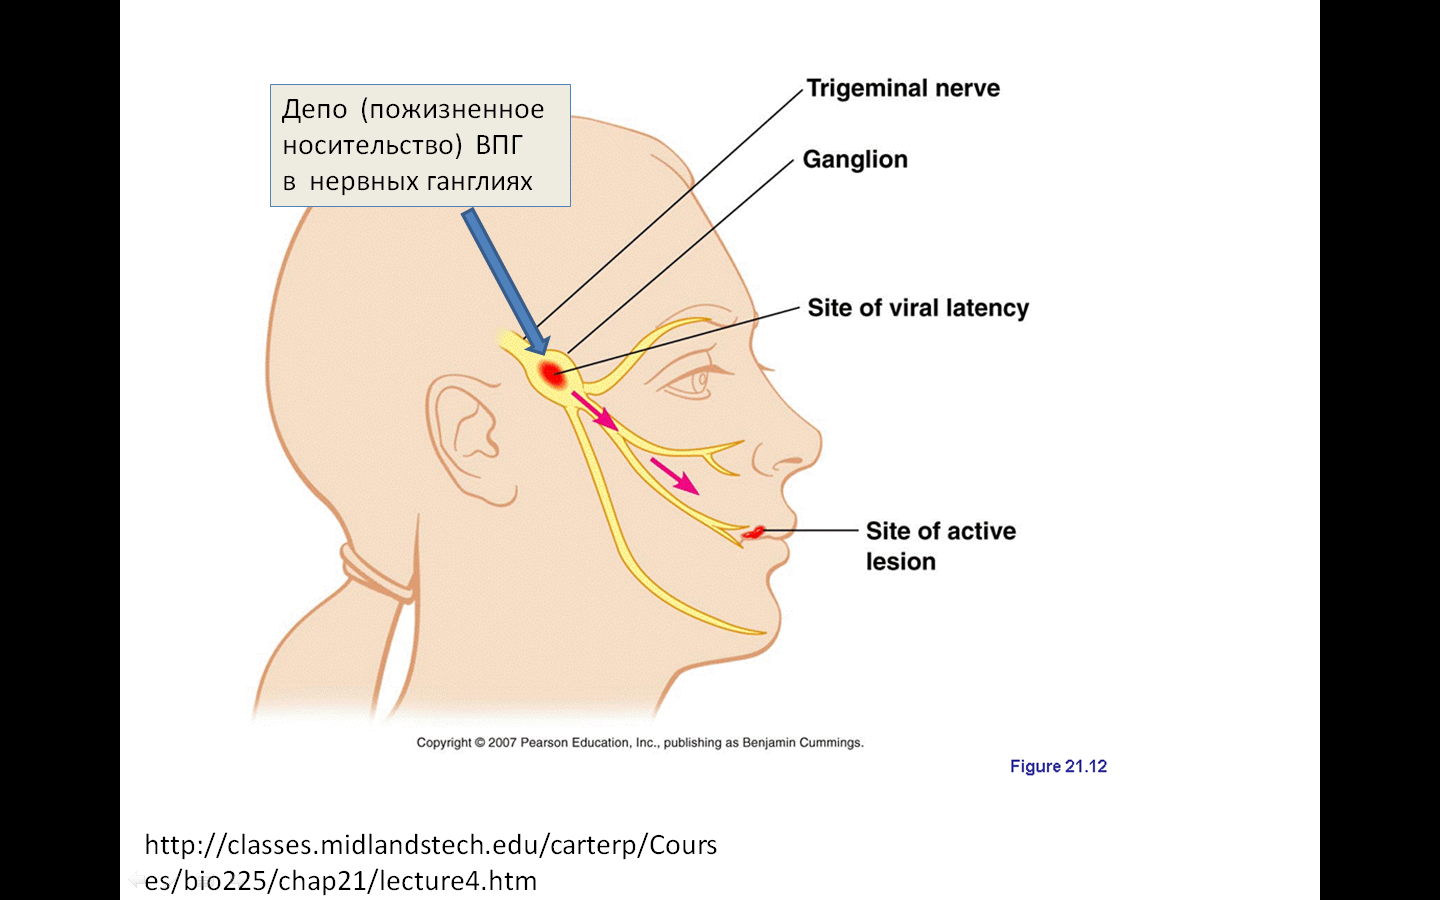 Депо (пожизненное
носительство) ВПГ
в нервных ганглиях
Trigeminal nerve
Ganglion
Site of viral latency
Site of active
lesion
Copyright © 2007 Pearson Education, Inc., publishing as Benjamin Cummings.
Figure 21.12
http://classes.midlandstech.edu/carterp/Cours
es/bio225/chap21/lecture4.htm